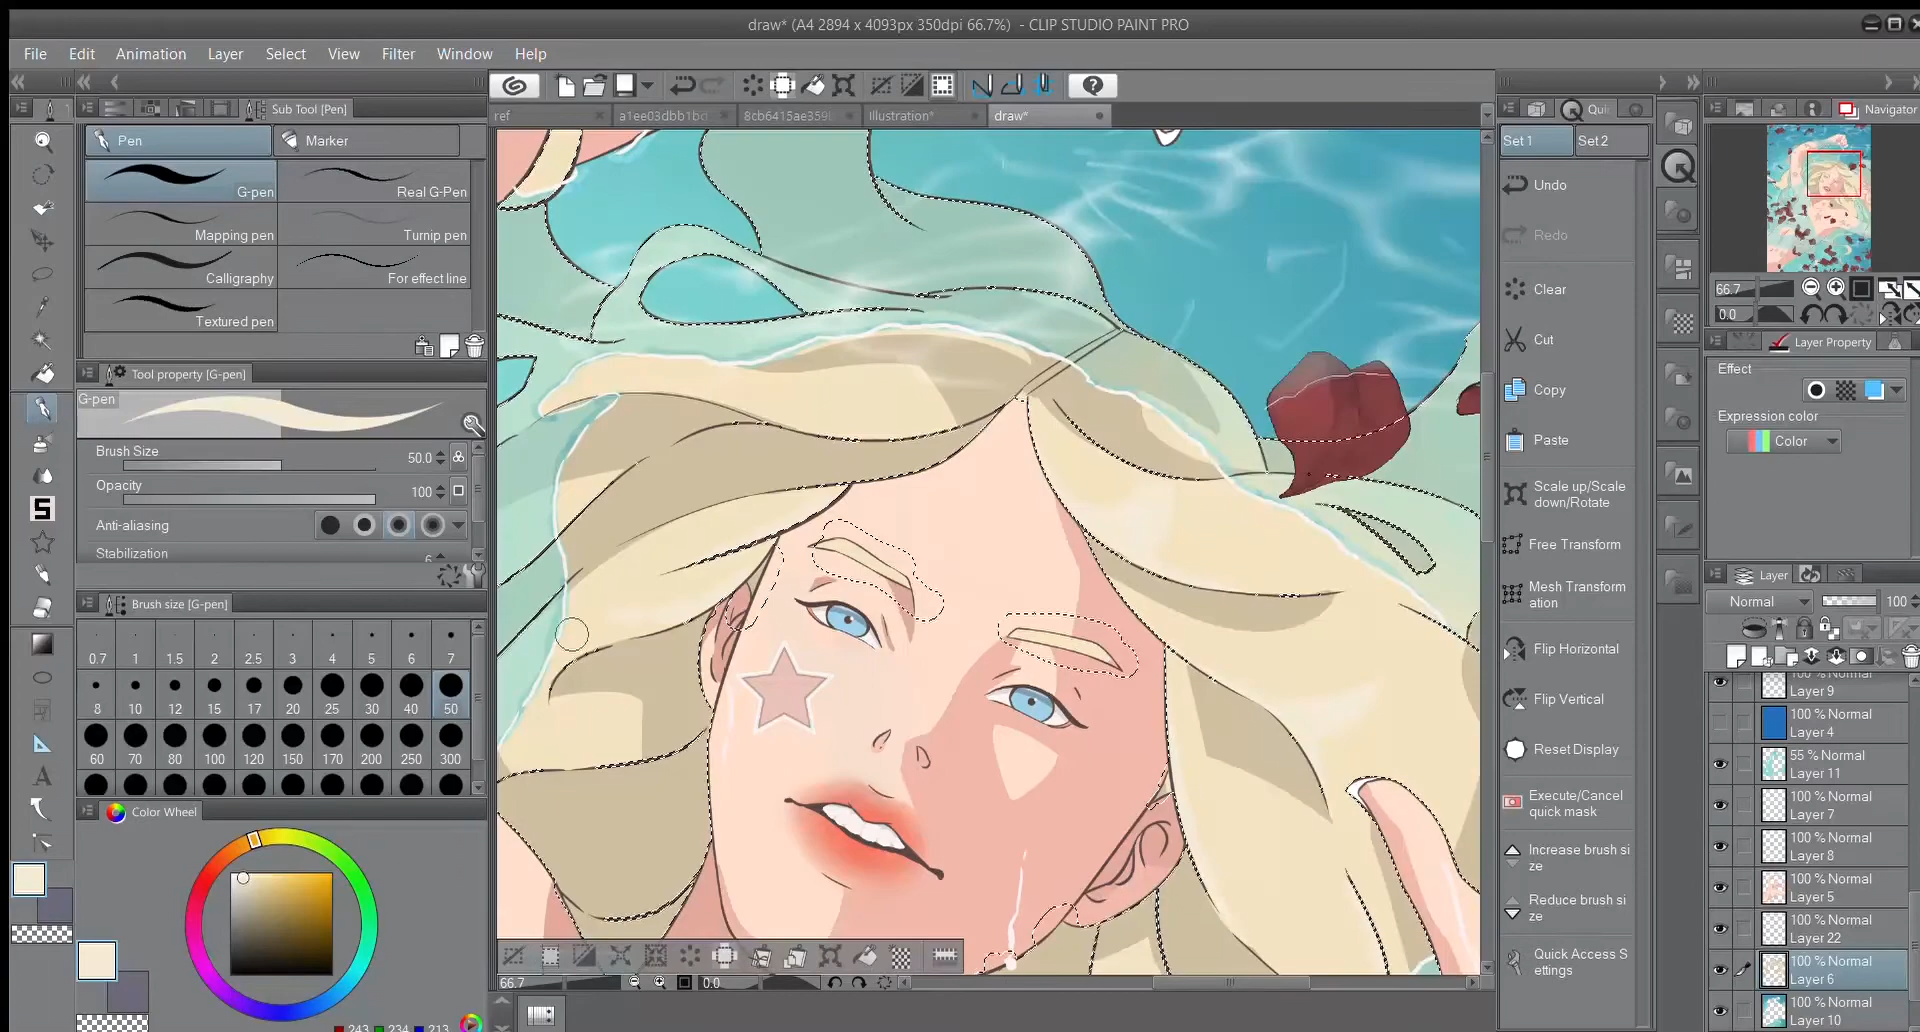 draw* (A4 2894 x 4093px 350dpi 66.7%) - CLIP STUDIO PAINT PRO
File Edit Animation Layer Select View Filter Window Help
Sub Tool [Pen]
Pen Marker
G-pen Real G-Pen
Mapping pen Turnip pen
Calligraphy For effect line
Textured pen
Tool property [G-pen]
G-pen
Brush Size 50.0
Opacity 100
Anti-aliasing
Stabilization
Brush size [G-pen]
0.7 1 1.5 2 2.5 3 4 5 6 7
8 10 12 15 17 20 25 30 40 50
60 70 80 100 120 150 170 200 250 300
Color Wheel
243 234 213
ref Illustration* draw*
66.7 0.0
Set 1 Set 2
Undo
Redo
Clear
Cut
Copy
Paste
Scale up/Scale
down/Rotate
Free Transform
Mesh Transform
ation
Flip Horizontal
Flip Vertical
Reset Display
Execute/Cancel
quick mask
Increase brush si
ze
Reduce brush si
ze
Quick Access S
ettings
Navigator
66.7
0.0
Layer Property
Effect
Expression color
Color
Layer
Normal 100
100 % Normal
Layer 9
100 % Normal
Layer 4
55 % Normal
Layer 11
100 % Normal
Layer 7
100 % Normal
Layer 8
100 % Normal
Layer 5
100 % Normal
Layer 22
100 % Normal
Layer 6
100 % Normal
Layer 10